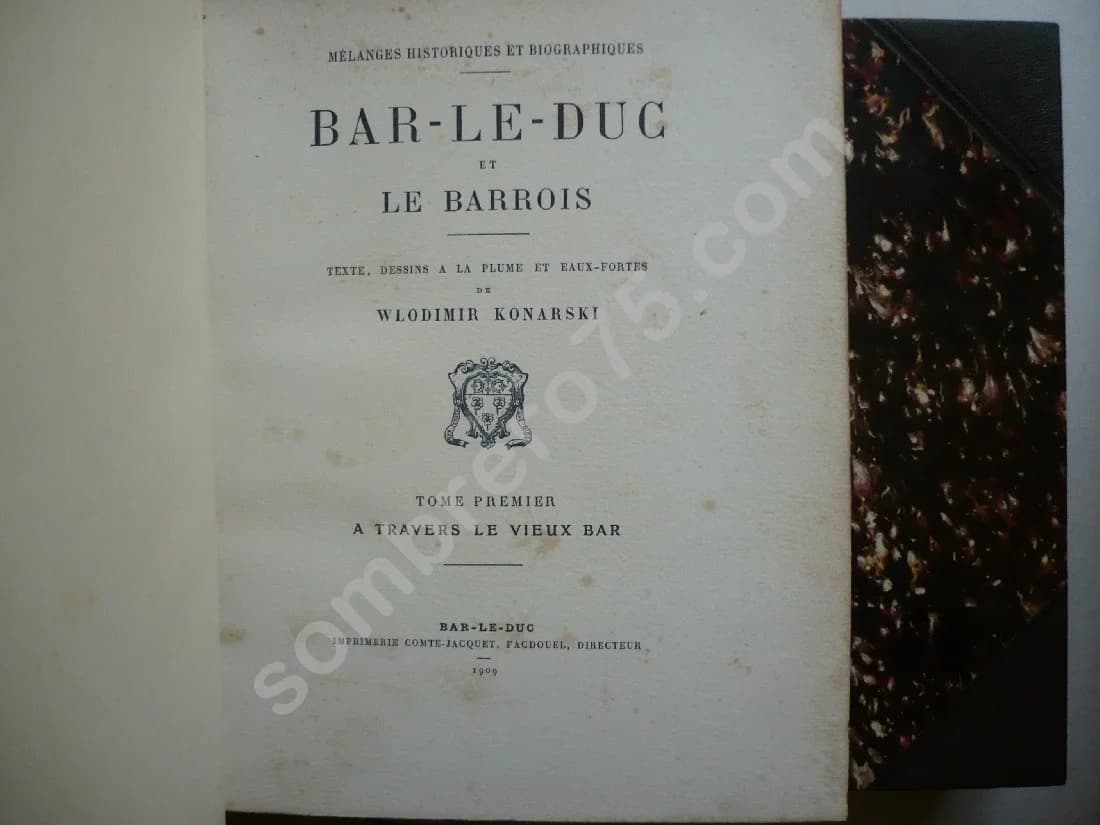 MÉLANGES HISTORIQUES ET BIOGRAPHIQUES
BAR-LE-DUC
ET
LE BARROIS
TEXTE, DESSINS A LA PLUME ET EAUX-FORTES
DE
WLODIMIR KONARSKI
TOME PREMIER
A TRAVERS LE VIEUX BAR
BAR-LE-DUC
IMPRIMERIE COMTE-JACQUET, FACDOUEL, DIRECTEUR
1909
sombrero75.com